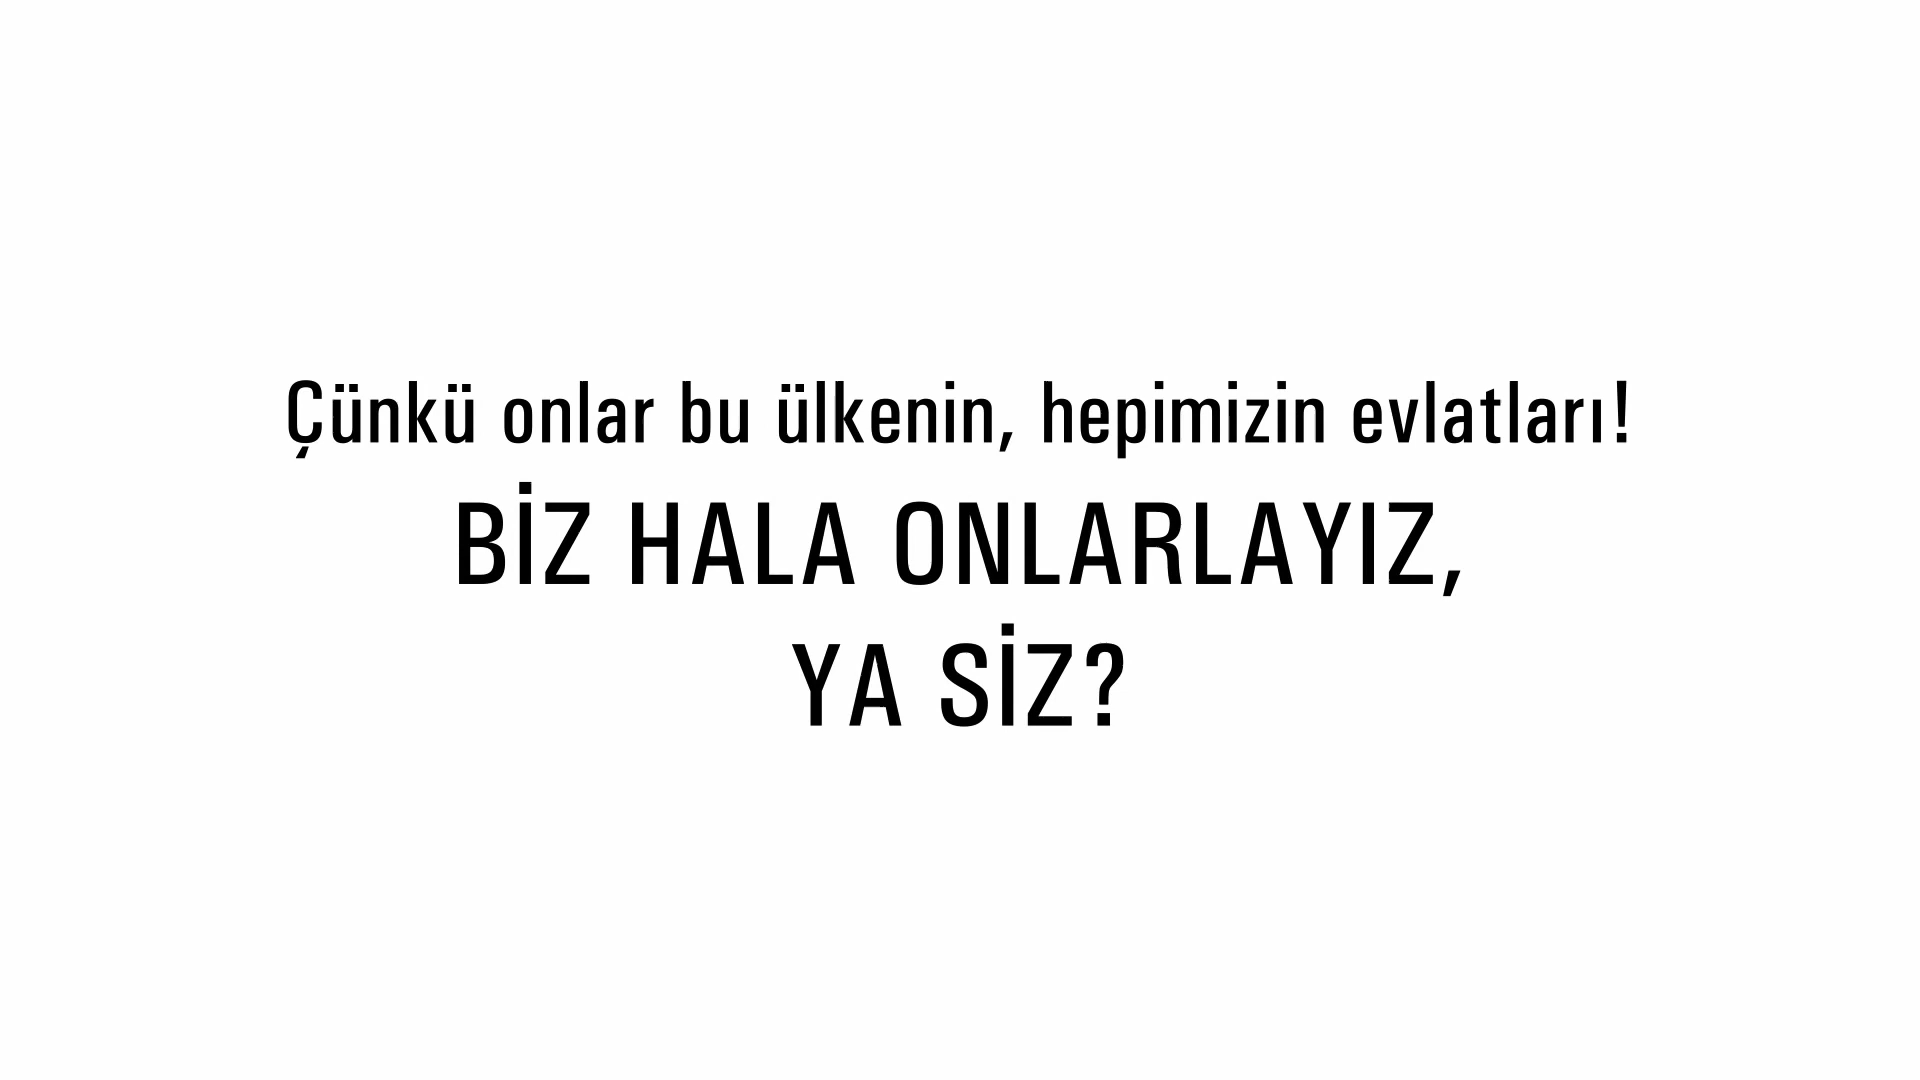 Çünkü onlar bu ülkenin, hepimizin evlatları!
BİZ HALA ONLARLAYIZ,
YA SİZ?